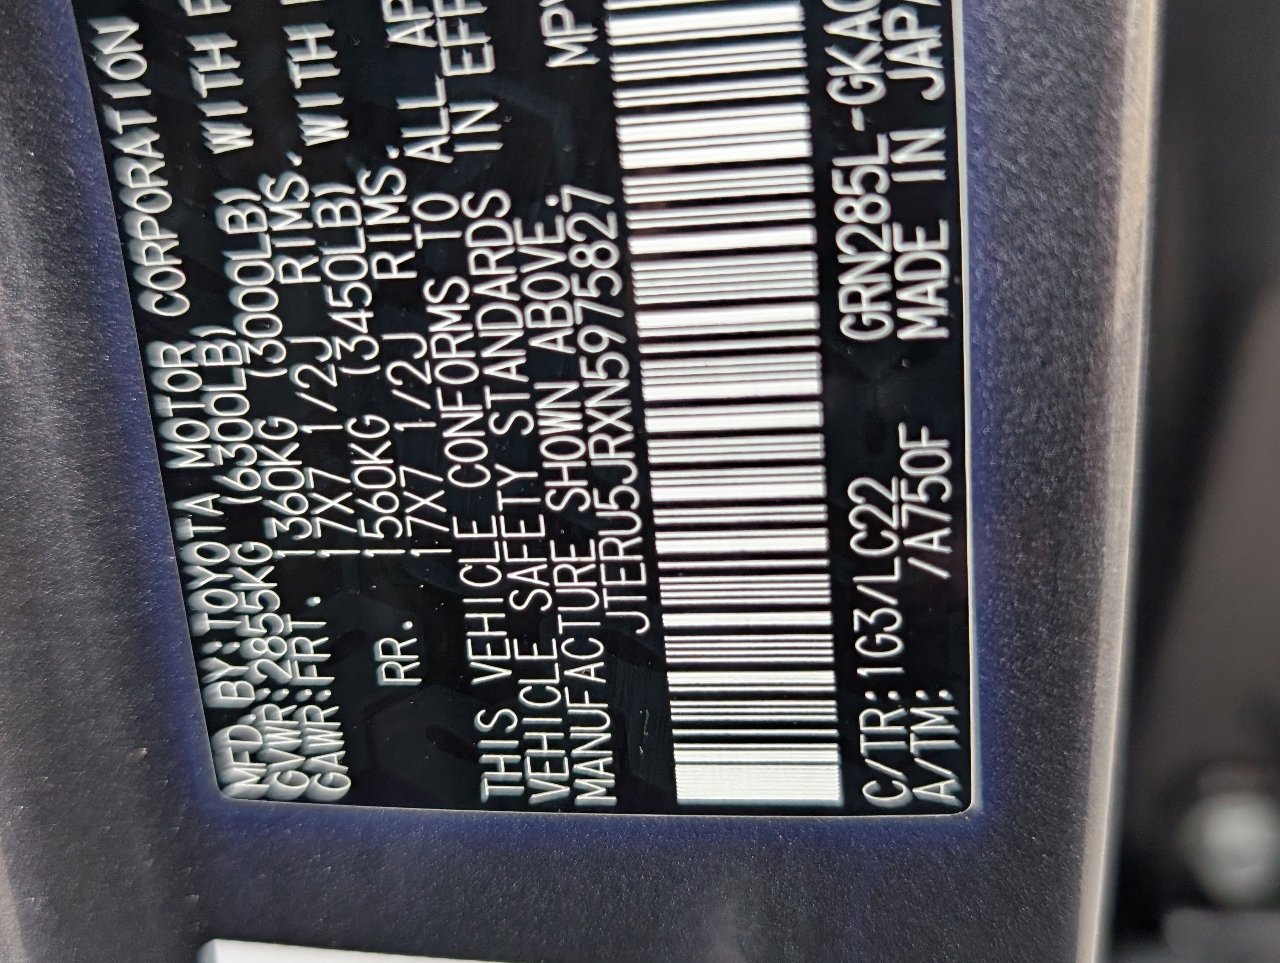 MFD. BY: TOYOTA MOTOR CORPORATION
GVWR: 2855KG (6300LB)
GAWR: FRT. 1360KG (3000LB) WITH
17X7 1/2J RIMS.
RR. 1560KG (3450LB) WITH
17X7 1/2J RIMS.
THIS VEHICLE CONFORMS TO ALL
VEHICLE SAFETY STANDARDS IN
MANUFACTURE SHOWN ABOVE.
JTERU5JRXN5975827 MPV
C/TR: 1G3/LC22 GRN285L-GKA
A/TM: /A750F MADE IN JAPA